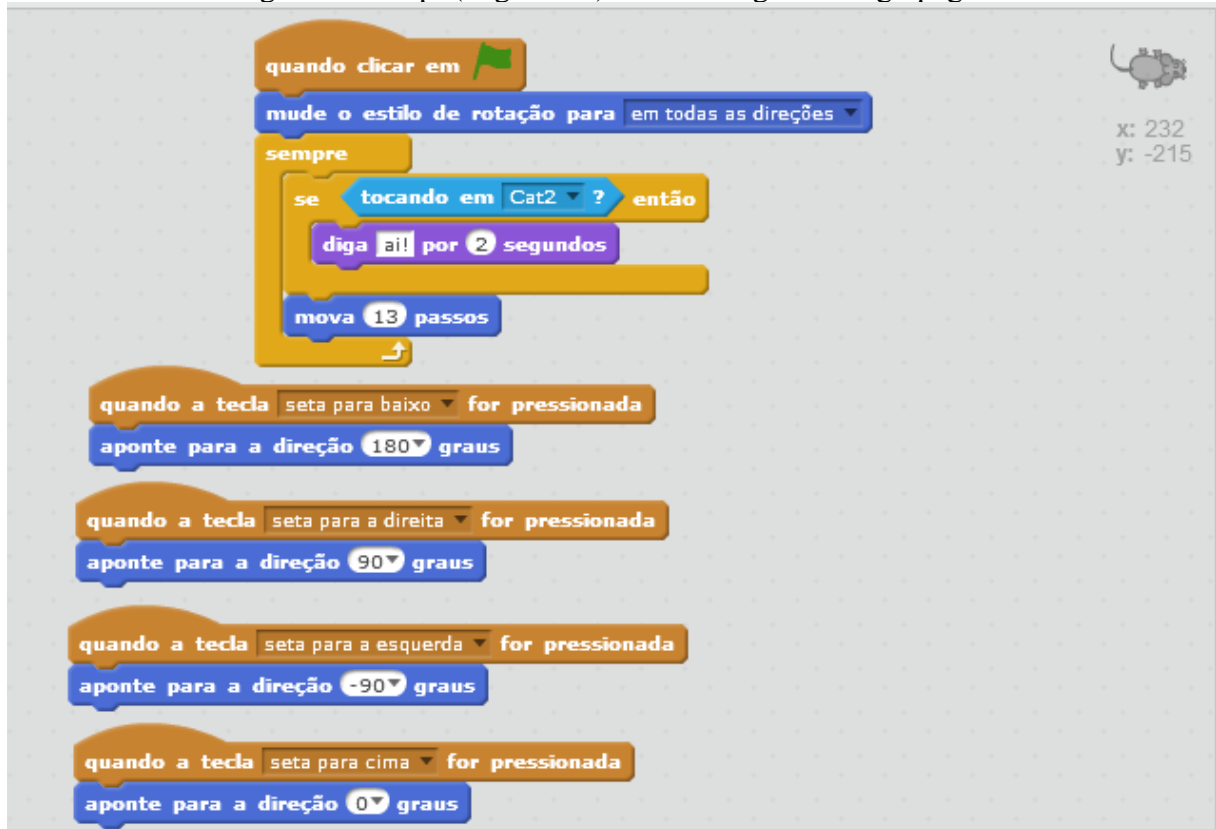 quando clicar em
mude o estilo de rotação para em todas as direções
x: 232
y: -215
sempre
se tocando em Cat2 ? então
diga ai! por 2 segundos
mova 13 passos
quando a tecla seta para baixo for pressionada
aponte para a direção 180 graus
quando a tecla seta para a direita for pressionada
aponte para a direção 90 graus
quando a tecla seta para a esquerda for pressionada
aponte para a direção -90 graus
quando a tecla seta para cima for pressionada
aponte para a direção 0 graus